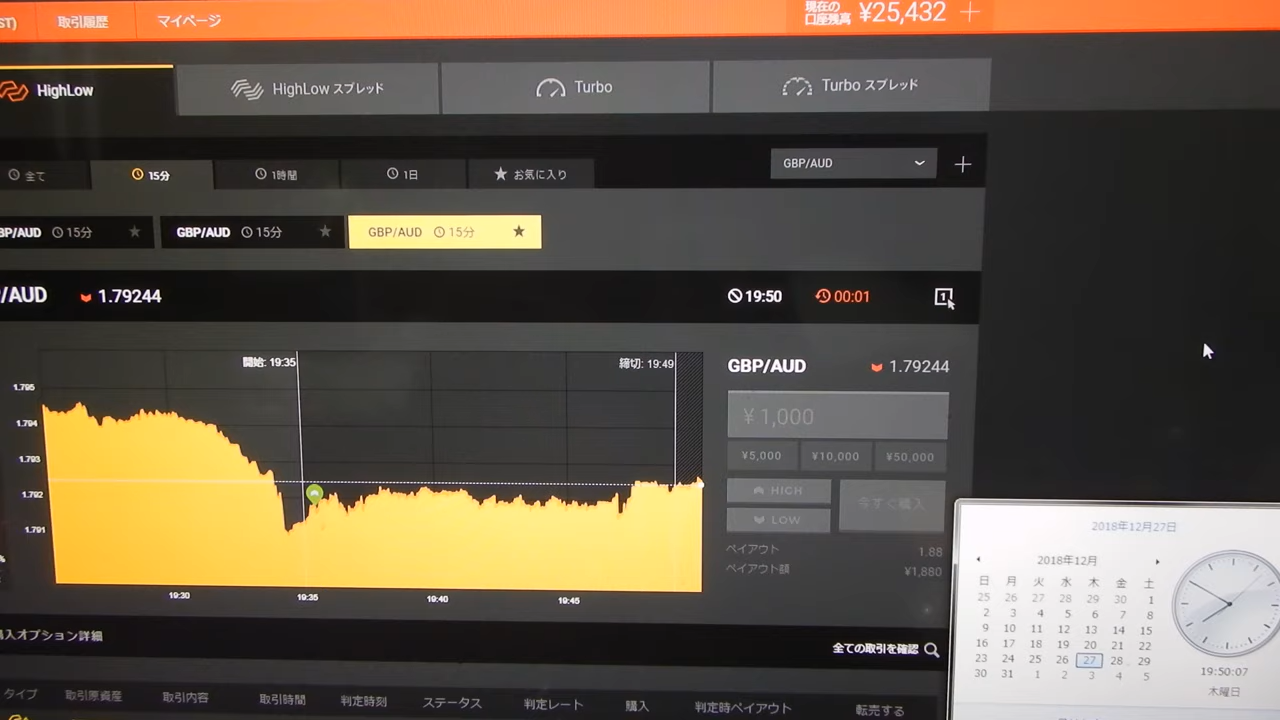 ST)
取引履歴
マイページ
現在の
口座残高 ¥25,432
HighLow
HighLow スプレッド
Turbo
Turbo スプレッド
全て
15分
1時間
1日
お気に入り
GBP/AUD
BP/AUD 15分
GBP/AUD 15分
GBP/AUD 15分
/AUD 1.79244
19:50 00:01
1
開始: 19:35
締切: 19:49
1.795
1.794
1.793
1.792
1.791
19:30
19:35
19:40
19:45
GBP/AUD 1.79244
¥ 1,000
¥5,000 ¥10,000 ¥50,000
HIGH
LOW
今すぐ購入
ペイアウト 1.88
ペイアウト額 ¥1,880
購入オプション詳細
全ての取引を確認
タイプ 取引原資産 取引内容 取引時間 判定時刻 ステータス 判定レート 購入 判定時ペイアウト 転売する
2018年12月27日
2018年12月
日 月 火 水 木 金 土
25 26 27 28 29 30 1
2 3 4 5 6 7 8
9 10 11 12 13 14 15
16 17 18 19 20 21 22
23 24 25 26 27 28 29
30 31 1 2 3 4 5
19:50:07
木曜日